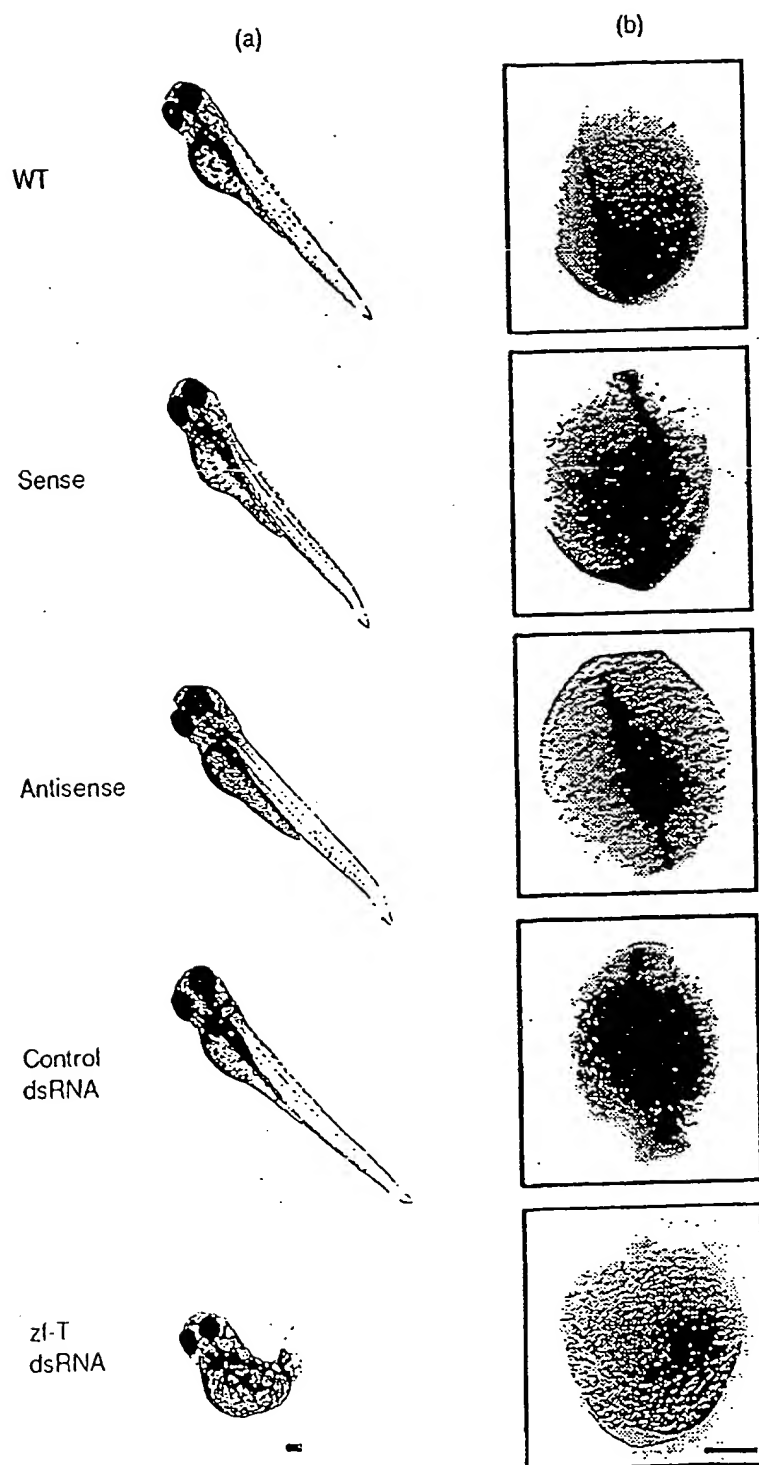 (a)
(b)
WT
Sense
Antisense
Control
dsRNA
zf-T
dsRNA